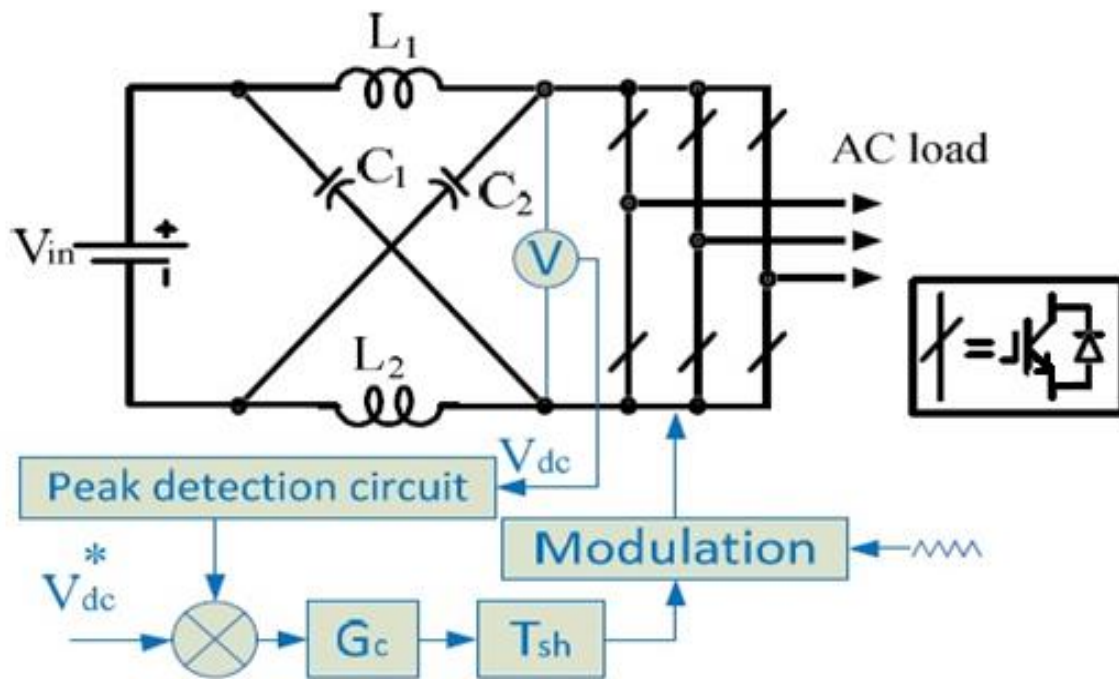 L₁
C₁
C₂
V
AC load
Vin
+
-
=
L₂
Vdc
Peak detection circuit
Modulation
V*dc
Gc
Tsh